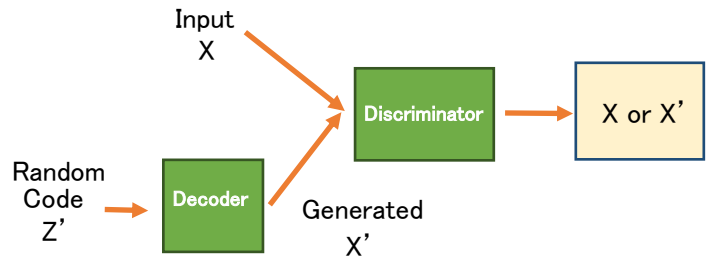 Input
X
Discriminator
X or X’
Random
Code
Z’
Decoder
Generated
X’